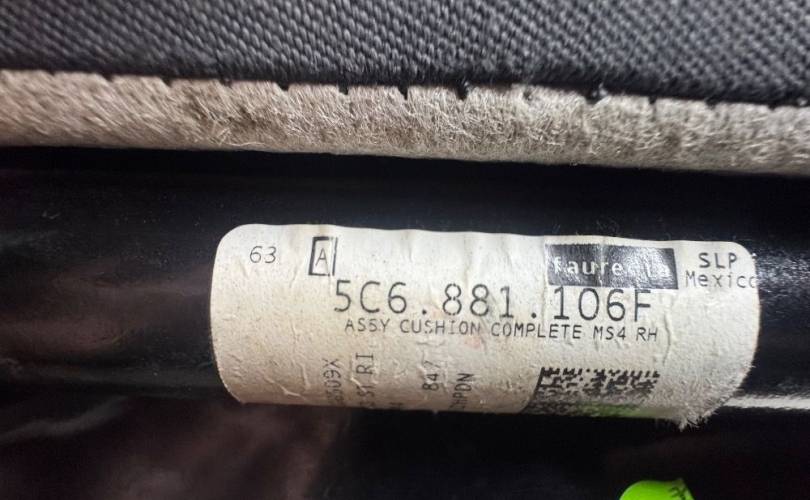 63 A faurecia SLP
Mexico
5C6.881.106F
ASSY CUSHION COMPLETE MS4 RH